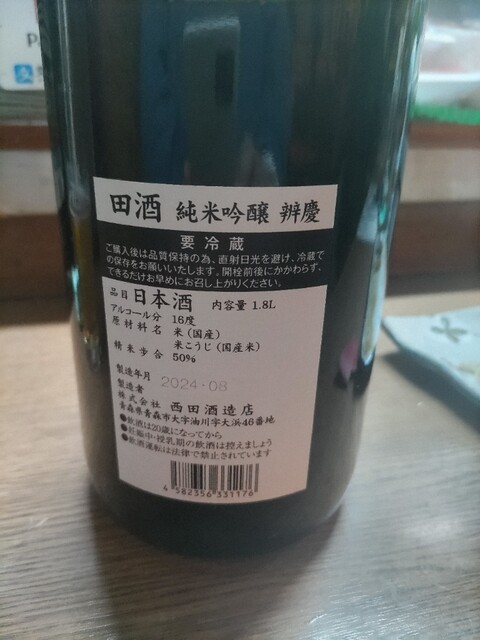 田酒 純米吟醸 辨慶
要冷蔵
ご購入後は品質保持の為、直射日光を避け、冷蔵で
の保存をお願いいたします。開栓前後にかかわらず、
できるだけお早めにお召し上がりください。
品目 日本酒 内容量 1.8L
アルコール分 16度
原材料名 米(国産)
米こうじ(国産米)
精米歩合 50%
製造年月 2024・08
製造者
株式会社 西田酒造店
青森県青森市大字油川字大浜46番地
●飲酒は20歳になってから
●妊娠中・授乳期の飲酒は控えましょう
●飲酒運転は法律で禁止されています
4 582356 331176